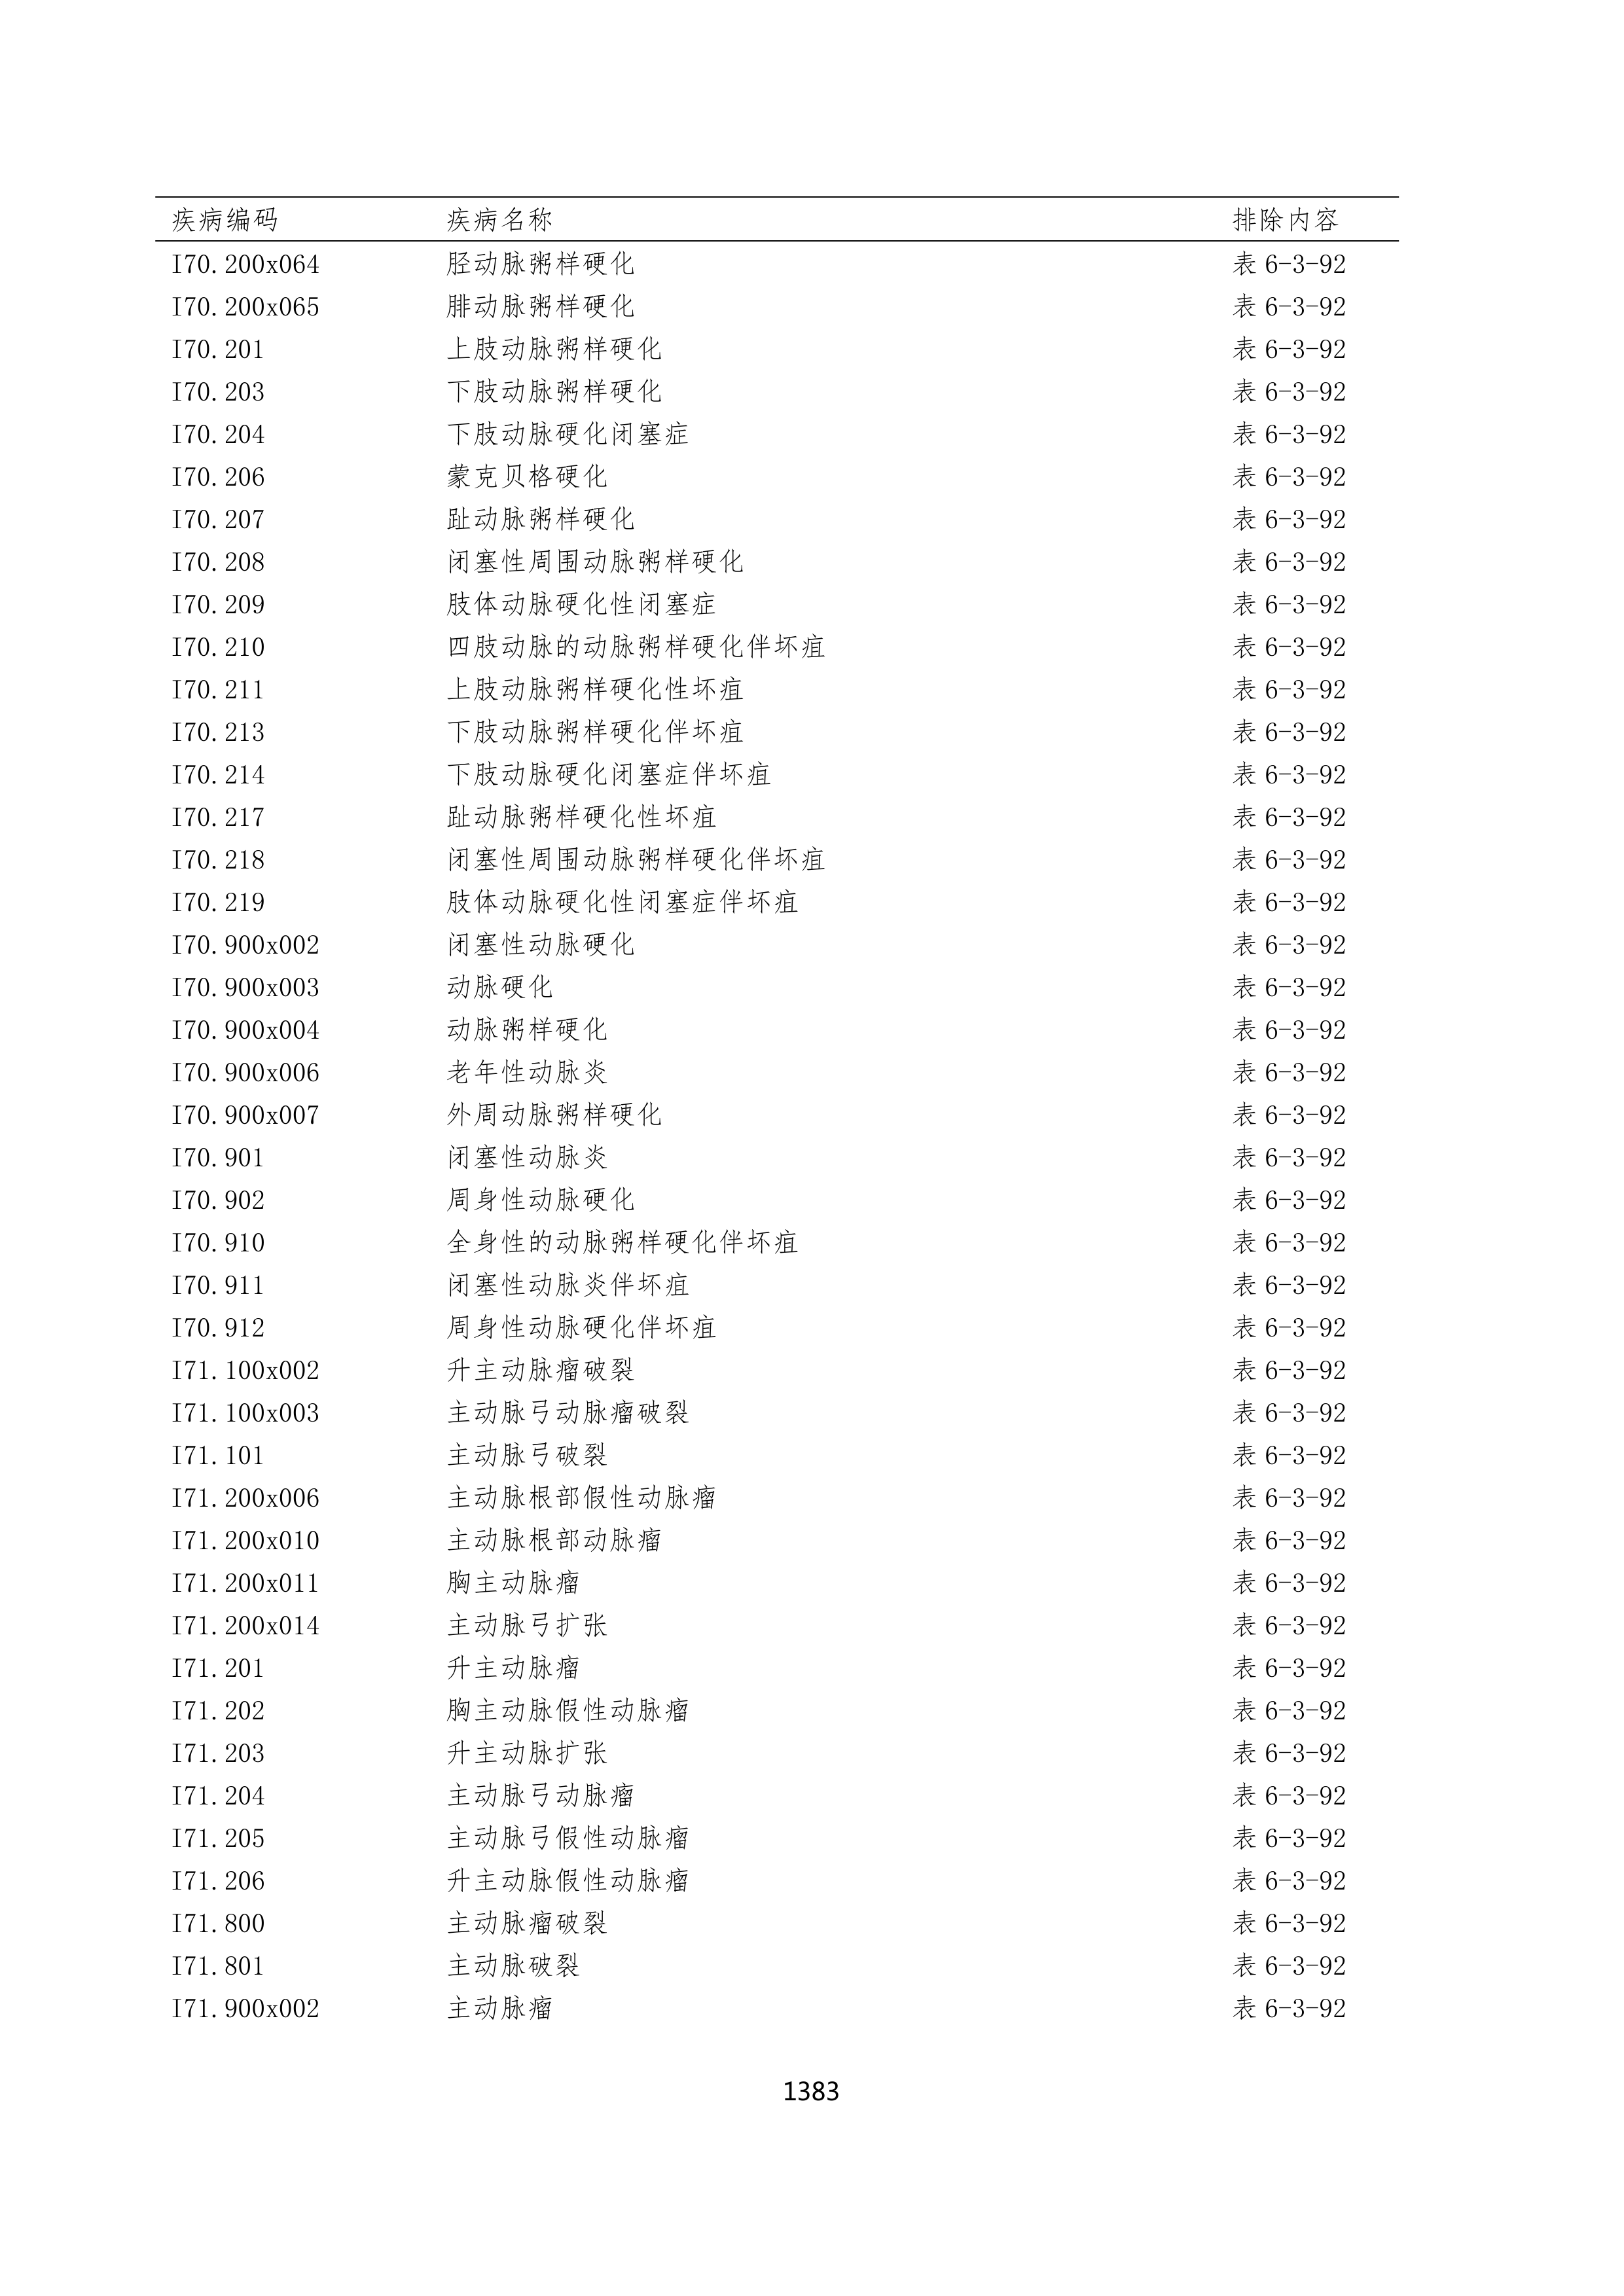 疾病编码 疾病名称 排除内容
I70.200x064 胫动脉粥样硬化 表 6-3-92
I70.200x065 腓动脉粥样硬化 表 6-3-92
I70.201 上肢动脉粥样硬化 表 6-3-92
I70.203 下肢动脉粥样硬化 表 6-3-92
I70.204 下肢动脉硬化闭塞症 表 6-3-92
I70.206 蒙克贝格硬化 表 6-3-92
I70.207 趾动脉粥样硬化 表 6-3-92
I70.208 闭塞性周围动脉粥样硬化 表 6-3-92
I70.209 肢体动脉硬化性闭塞症 表 6-3-92
I70.210 四肢动脉的动脉粥样硬化伴坏疽 表 6-3-92
I70.211 上肢动脉粥样硬化性坏疽 表 6-3-92
I70.213 下肢动脉粥样硬化伴坏疽 表 6-3-92
I70.214 下肢动脉硬化闭塞症伴坏疽 表 6-3-92
I70.217 趾动脉粥样硬化性坏疽 表 6-3-92
I70.218 闭塞性周围动脉粥样硬化伴坏疽 表 6-3-92
I70.219 肢体动脉硬化性闭塞症伴坏疽 表 6-3-92
I70.900x002 闭塞性动脉硬化 表 6-3-92
I70.900x003 动脉硬化 表 6-3-92
I70.900x004 动脉粥样硬化 表 6-3-92
I70.900x006 老年性动脉炎 表 6-3-92
I70.900x007 外周动脉粥样硬化 表 6-3-92
I70.901 闭塞性动脉炎 表 6-3-92
I70.902 周身性动脉硬化 表 6-3-92
I70.910 全身性的动脉粥样硬化伴坏疽 表 6-3-92
I70.911 闭塞性动脉炎伴坏疽 表 6-3-92
I70.912 周身性动脉硬化伴坏疽 表 6-3-92
I71.100x002 升主动脉瘤破裂 表 6-3-92
I71.100x003 主动脉弓动脉瘤破裂 表 6-3-92
I71.101 主动脉弓破裂 表 6-3-92
I71.200x006 主动脉根部假性动脉瘤 表 6-3-92
I71.200x010 主动脉根部动脉瘤 表 6-3-92
I71.200x011 胸主动脉瘤 表 6-3-92
I71.200x014 主动脉弓扩张 表 6-3-92
I71.201 升主动脉瘤 表 6-3-92
I71.202 胸主动脉假性动脉瘤 表 6-3-92
I71.203 升主动脉扩张 表 6-3-92
I71.204 主动脉弓动脉瘤 表 6-3-92
I71.205 主动脉弓假性动脉瘤 表 6-3-92
I71.206 升主动脉假性动脉瘤 表 6-3-92
I71.800 主动脉瘤破裂 表 6-3-92
I71.801 主动脉破裂 表 6-3-92
I71.900x002 主动脉瘤 表 6-3-92
1383